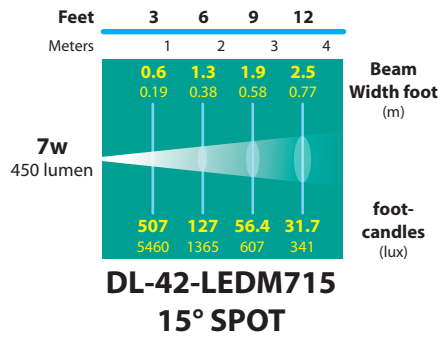 Feet 3 6 9 12
Meters 1 2 3 4
0.6 1.3 1.9 2.5 Beam
0.19 0.38 0.58 0.77 Width foot
(m)
7w
450 lumen
507 127 56.4 31.7 foot-
5460 1365 607 341 candles
(lux)
DL-42-LEDM715
15° SPOT